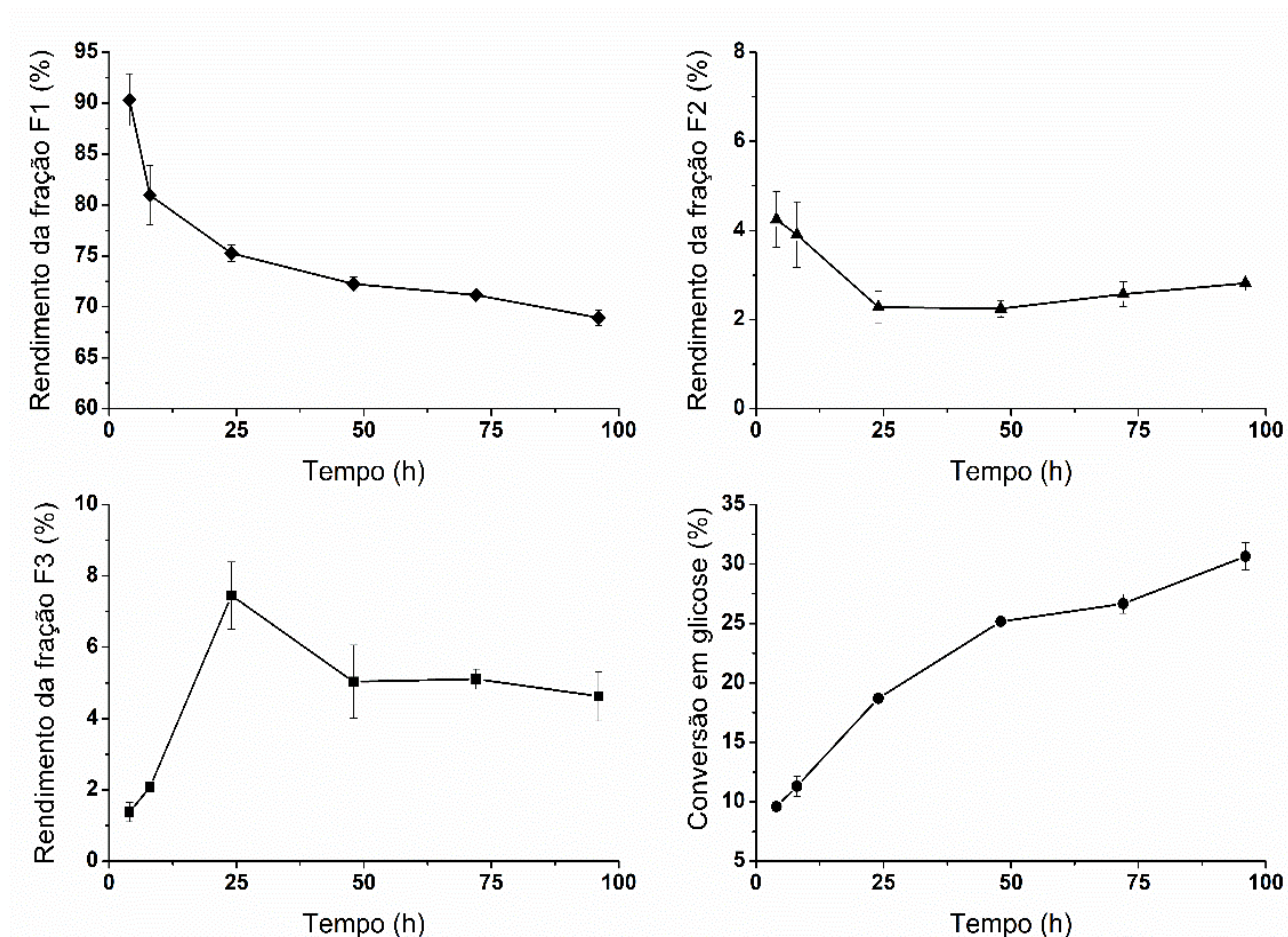 Rendimento da fração F1 (%)
95
90
85
80
75
70
65
60
0 25 50 75 100
Tempo (h)
Rendimento da fração F2 (%)
8
6
4
2
0
0 25 50 75 100
Tempo (h)
Rendimento da fração F3 (%)
10
8
6
4
2
0
0 25 50 75 100
Tempo (h)
Conversão em glicose (%)
35
30
25
20
15
10
5
0 25 50 75 100
Tempo (h)